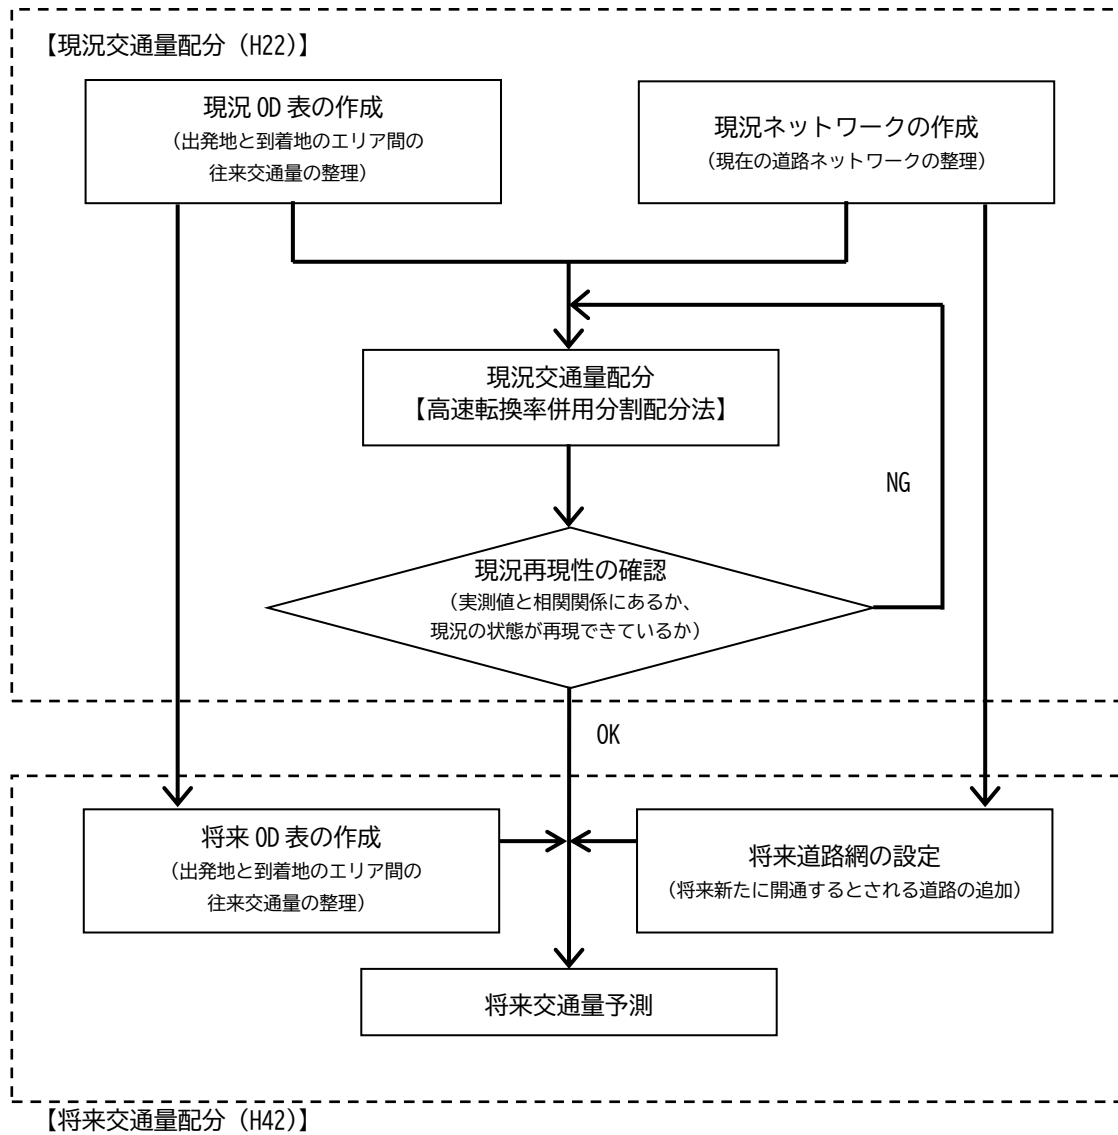 【現況交通量配分(H22)】
現況 OD 表の作成
(出発地と到着地のエリア間の
往来交通量の整理)
現況ネットワークの作成
(現在の道路ネットワークの整理)
現況交通量配分
【高速転換率併用分割配分法】
NG
現況再現性の確認
(実測値と相関関係にあるか、
現況の状態が再現できているか)
OK
将来 OD 表の作成
(出発地と到着地のエリア間の
往来交通量の整理)
将来道路網の設定
(将来新たに開通するとされる道路の追加)
将来交通量予測
【将来交通量配分(H42)】